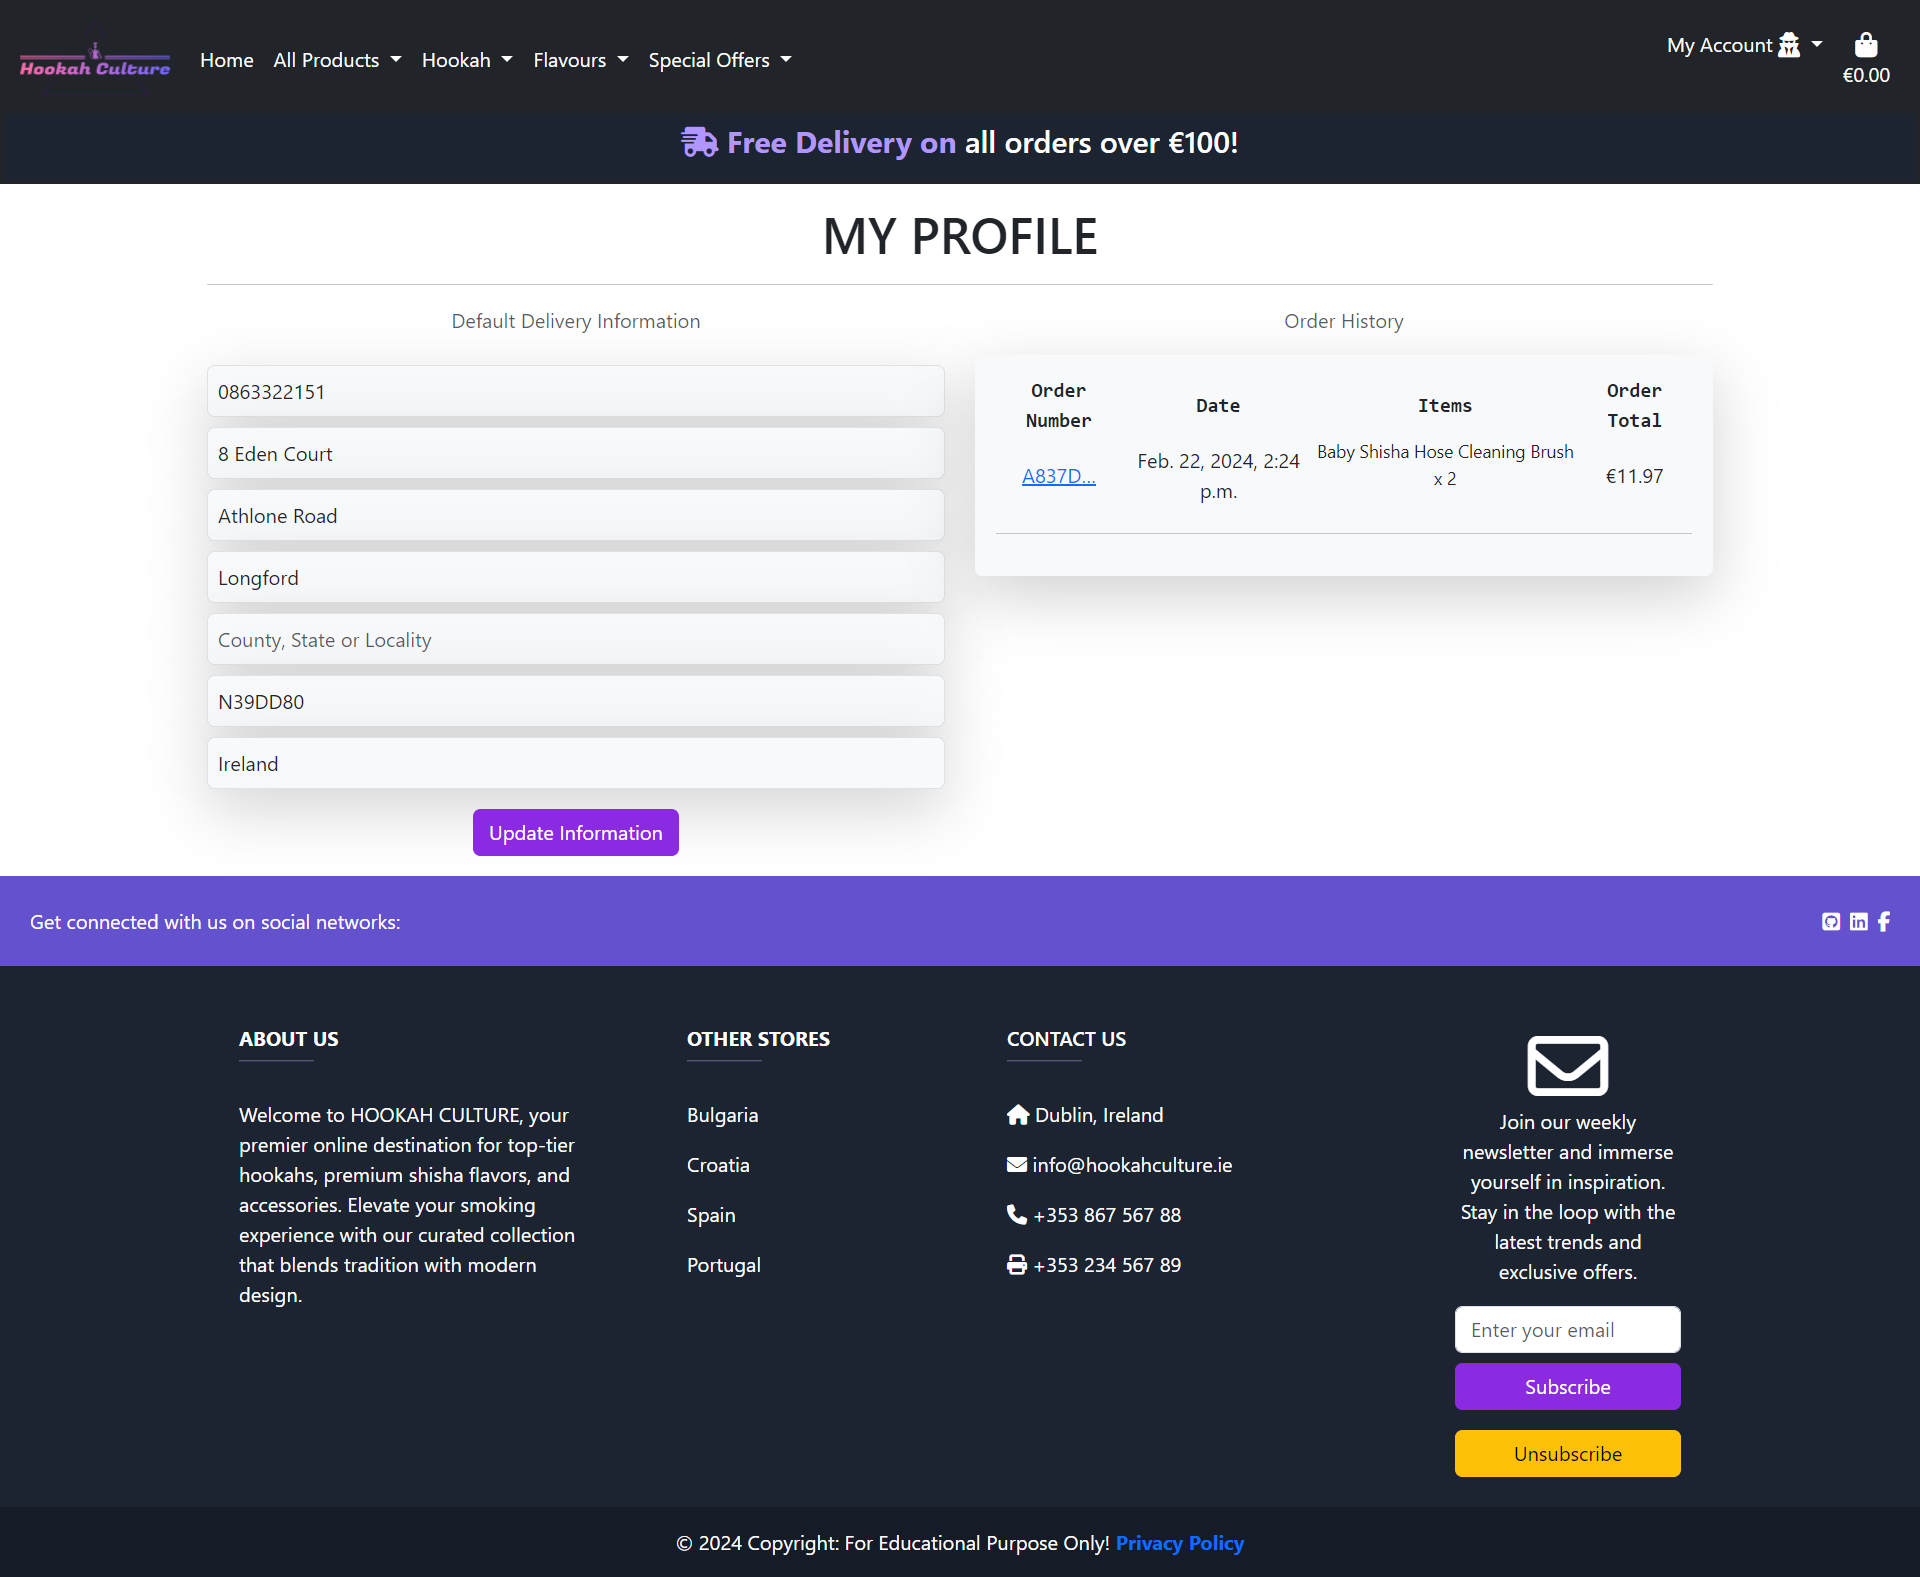 Hookah Culture
Home
All Products
Hookah
Flavours
Special Offers
My Account
€0.00
Free Delivery on all orders over €100!
MY PROFILE
Default Delivery Information
0863322151
8 Eden Court
Athlone Road
Longford
County, State or Locality
N39DD80
Ireland
Update Information
Order History
Order
Number
Date
Items
Order
Total
A837D...
Feb. 22, 2024, 2:24
p.m.
Baby Shisha Hose Cleaning Brush
x 2
€11.97
Get connected with us on social networks:
ABOUT US
Welcome to HOOKAH CULTURE, your
premier online destination for top-tier
hookahs, premium shisha flavors, and
accessories. Elevate your smoking
experience with our curated collection
that blends tradition with modern
design.
OTHER STORES
Bulgaria
Croatia
Spain
Portugal
CONTACT US
Dublin, Ireland
info@hookahculture.ie
+353 867 567 88
+353 234 567 89
Join our weekly
newsletter and immerse
yourself in inspiration.
Stay in the loop with the
latest trends and
exclusive offers.
Enter your email
Subscribe
Unsubscribe
© 2024 Copyright: For Educational Purpose Only! Privacy Policy